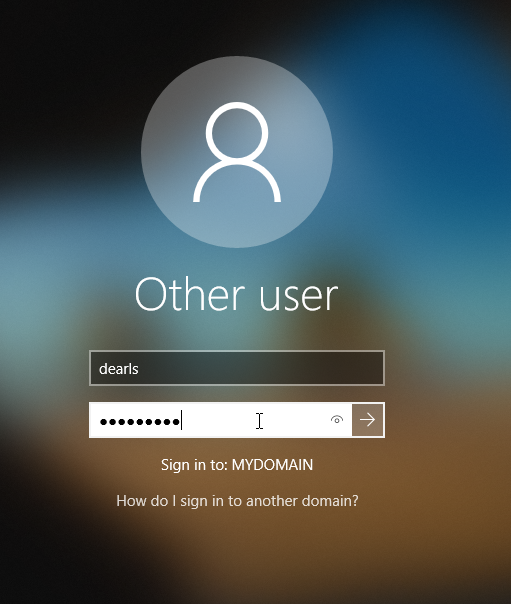 Other user
dearls
●●●●●●●●●
Sign in to: MYDOMAIN
How do I sign in to another domain?